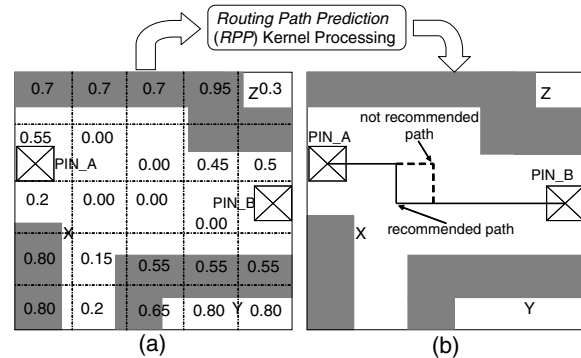 Routing Path Prediction
(RPP) Kernel Processing
0.7 0.7 0.7 0.95 Z 0.3
0.55 0.00
PIN_A 0.00 0.45 0.5
0.2 0.00 0.00 PIN_B
0.00
X
0.80 0.15 0.55 0.55 0.55
0.80 0.2 0.65 0.80 Y 0.80
(a)
Z
not recommended
path
PIN_A
PIN_B
X
recommended path
Y
(b)